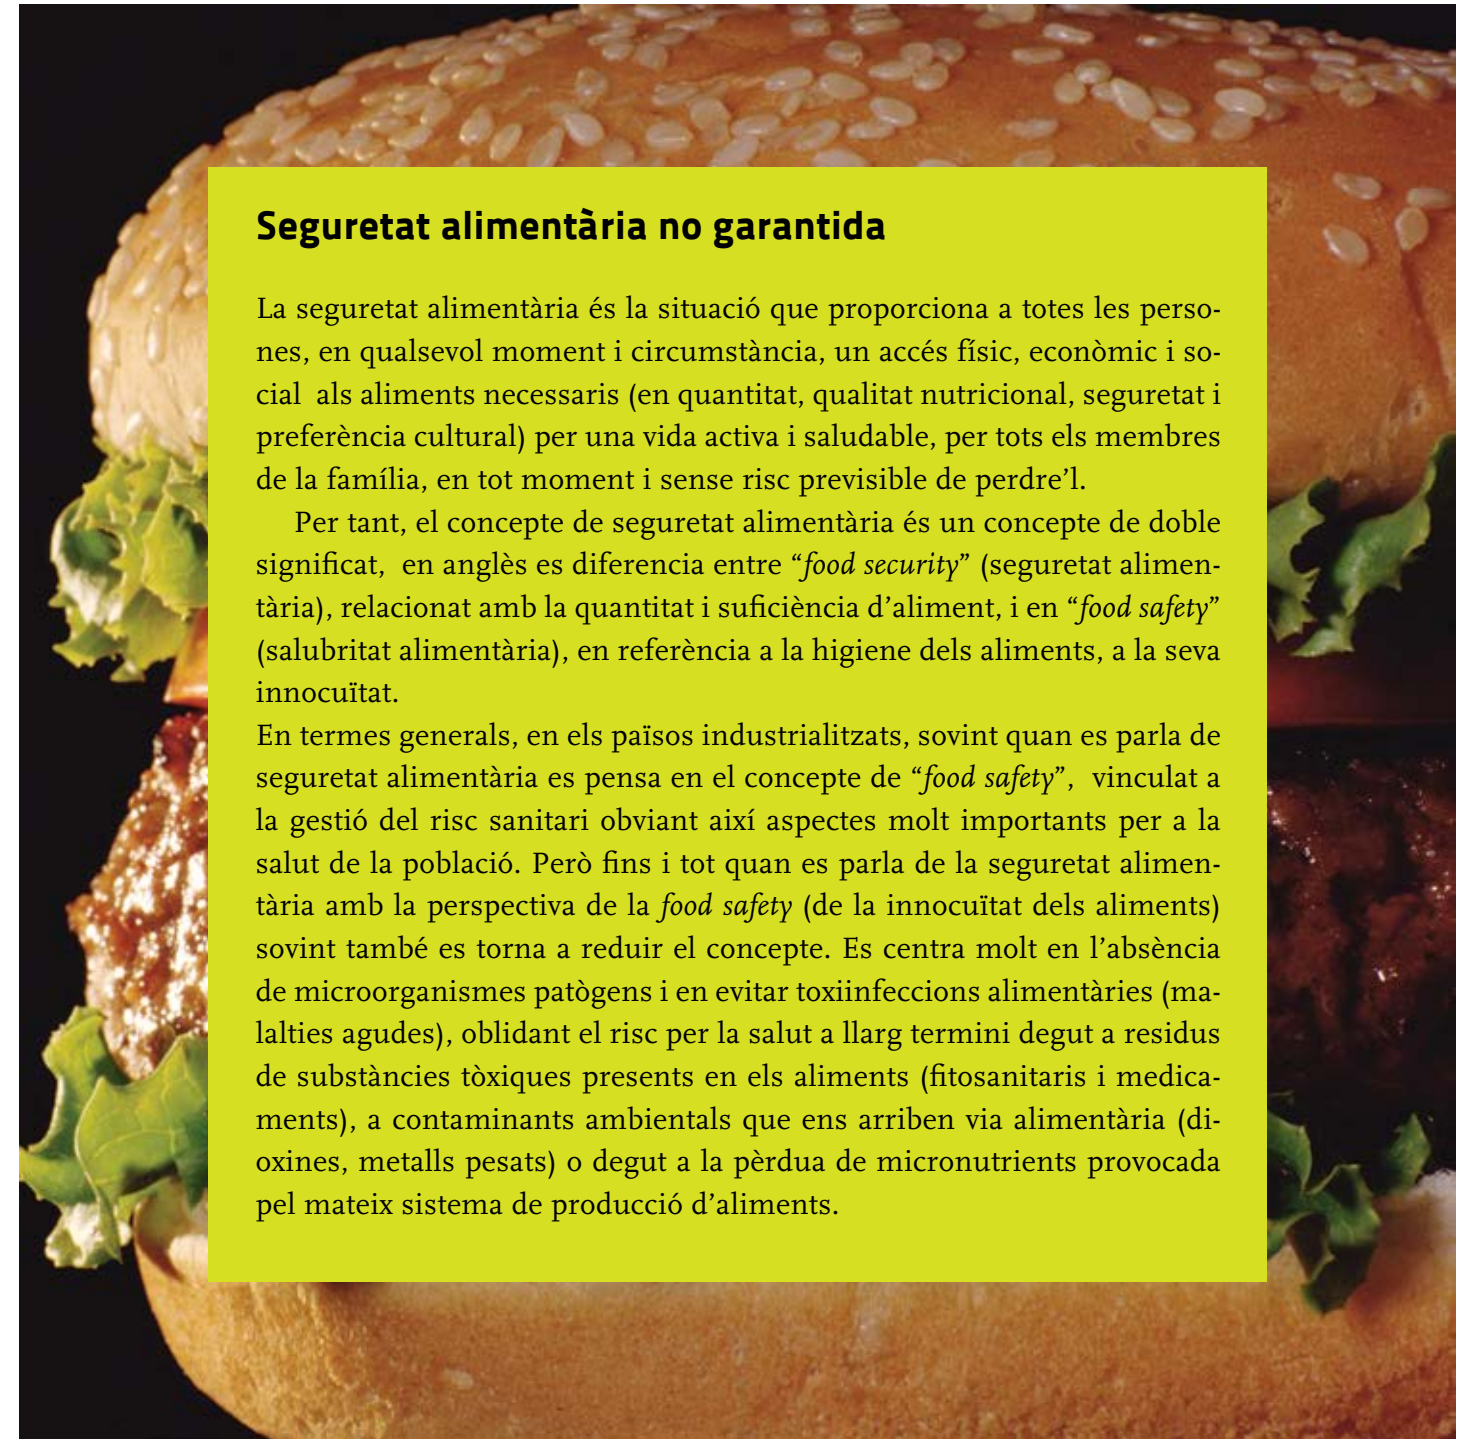 Seguretat alimentària no garantida
La seguretat alimentària és la situació que proporciona a totes les perso-
nes, en qualsevol moment i circumstància, un accés físic, econòmic i so-
cial als aliments necessaris (en quantitat, qualitat nutricional, seguretat i
preferència cultural) per una vida activa i saludable, per tots els membres
de la família, en tot moment i sense risc previsible de perdre’l.
Per tant, el concepte de seguretat alimentària és un concepte de doble
significat, en anglès es diferencia entre “food security” (seguretat alimen-
tària), relacionat amb la quantitat i suficiència d’aliment, i en “food safety”
(salubritat alimentària), en referència a la higiene dels aliments, a la seva
innocuïtat.
En termes generals, en els països industrialitzats, sovint quan es parla de
seguretat alimentària es pensa en el concepte de “food safety”, vinculat a
la gestió del risc sanitari obviant així aspectes molt importants per a la
salut de la població. Però fins i tot quan es parla de la seguretat alimen-
tària amb la perspectiva de la food safety (de la innocuïtat dels aliments)
sovint també es torna a reduir el concepte. Es centra molt en l’absència
de microorganismes patògens i en evitar toxiinfeccions alimentàries (ma-
lalties agudes), oblidant el risc per la salut a llarg termini degut a residus
de substàncies tòxiques presents en els aliments (fitosanitaris i medica-
ments), a contaminants ambientals que ens arriben via alimentària (di-
oxines, metalls pesats) o degut a la pèrdua de micronutrients provocada
pel mateix sistema de producció d’aliments.